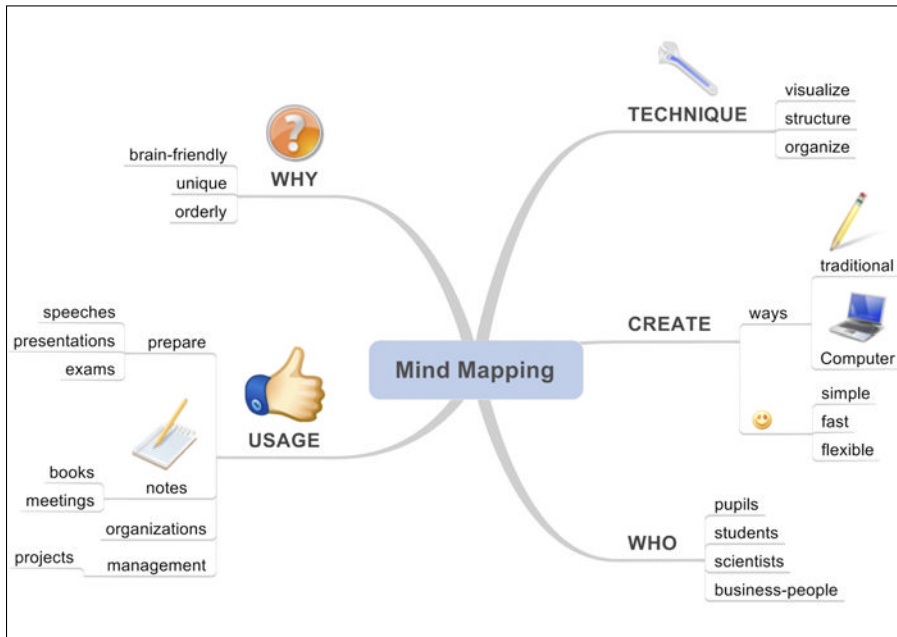 Mind Mapping
TECHNIQUE
visualize
structure
organize
CREATE
ways
traditional
Computer
simple
fast
flexible
WHO
pupils
students
scientists
business-people
WHY
brain-friendly
unique
orderly
USAGE
prepare
speeches
presentations
exams
notes
books
meetings
organizations
management
projects